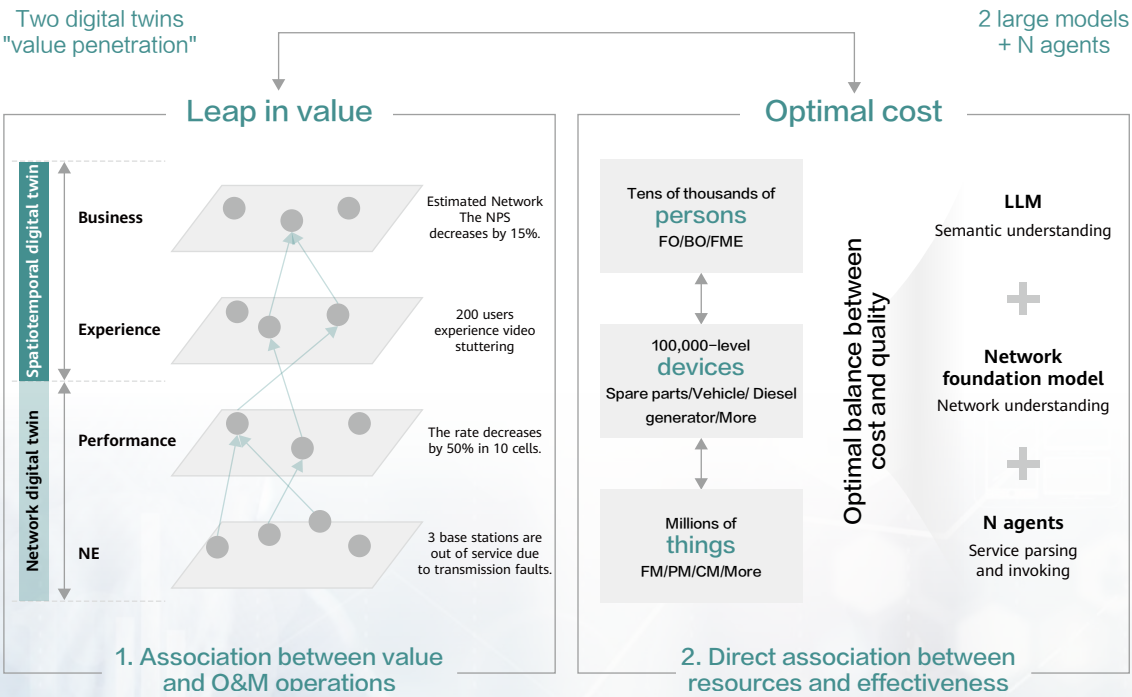 Two digital twins
"value penetration"
2 large models
+ N agents
Leap in value
Spatiotemporal digital twin
Network digital twin
Business
Estimated Network
The NPS
decreases by 15%.
Experience
200 users
experience video
stuttering
Performance
The rate decreases
by 50% in 10 cells.
NE
3 base stations are
out of service due
to transmission faults.
1. Association between value
and O&M operations
Optimal cost
Tens of thousands of
persons
FO/BO/FME
100,000-level
devices
Spare parts/Vehicle/ Diesel
generator/More
Millions of
things
FM/PM/CM/More
Optimal balance between
cost and quality
LLM
Semantic understanding
Network
foundation model
Network understanding
N agents
Service parsing
and invoking
2. Direct association between
resources and effectiveness